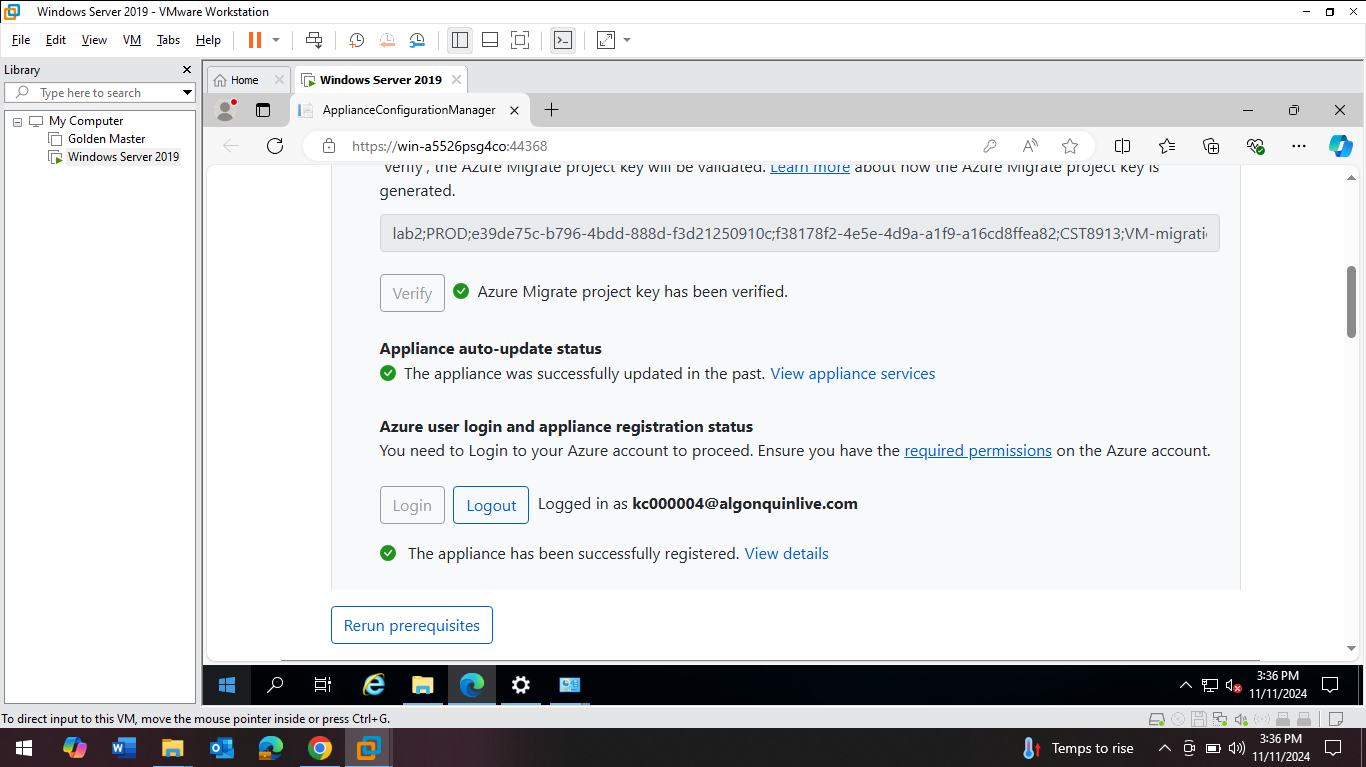 Windows Server 2019 - VMware Workstation
File Edit View VM Tabs Help
Library
Type here to search
My Computer
Golden Master
Windows Server 2019
Home
Windows Server 2019
ApplianceConfigurationManager
https://win-a5526psg4co:44368
'Verify', the Azure Migrate project key will be validated. Learn more about how the Azure Migrate project key is
generated.
lab2;PROD;e39de75c-b796-4bdd-888d-f3d21250910c;f38178f2-4e5e-4d9a-a1f9-a16cd8ffea82;CST8913;VM-migratio
Verify Azure Migrate project key has been verified.
Appliance auto-update status
The appliance was successfully updated in the past. View appliance services
Azure user login and appliance registration status
You need to Login to your Azure account to proceed. Ensure you have the required permissions on the Azure account.
Login Logout Logged in as kc000004@algonquinlive.com
The appliance has been successfully registered. View details
Rerun prerequisites
3:36 PM
11/11/2024
To direct input to this VM, move the mouse pointer inside or press Ctrl+G.
Temps to rise
3:36 PM
11/11/2024